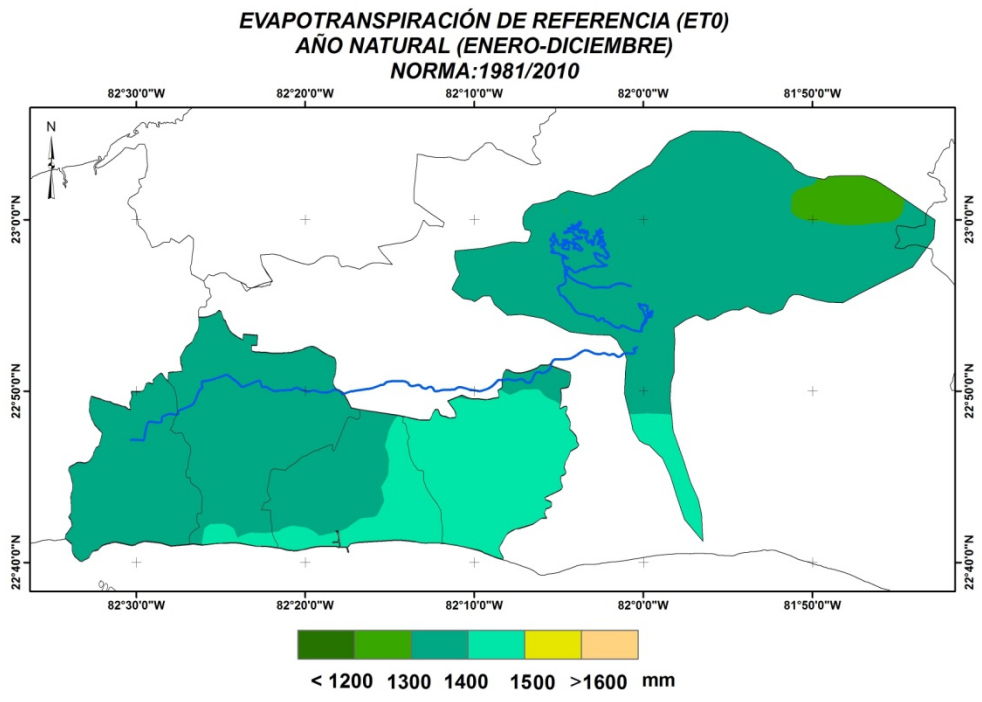 EVAPOTRANSPIRACIÓN DE REFERENCIA (ET0)
AÑO NATURAL (ENERO-DICIEMBRE)
NORMA:1981/2010
82°30'0"W 82°20'0"W 82°10'0"W 82°0'0"W 81°50'0"W
N
23°0'0"N 23°0'0"N
22°50'0"N 22°50'0"N
22°40'0"N 22°40'0"N
82°30'0"W 82°20'0"W 82°10'0"W 82°0'0"W 81°50'0"W
< 1200 1300 1400 1500 >1600 mm